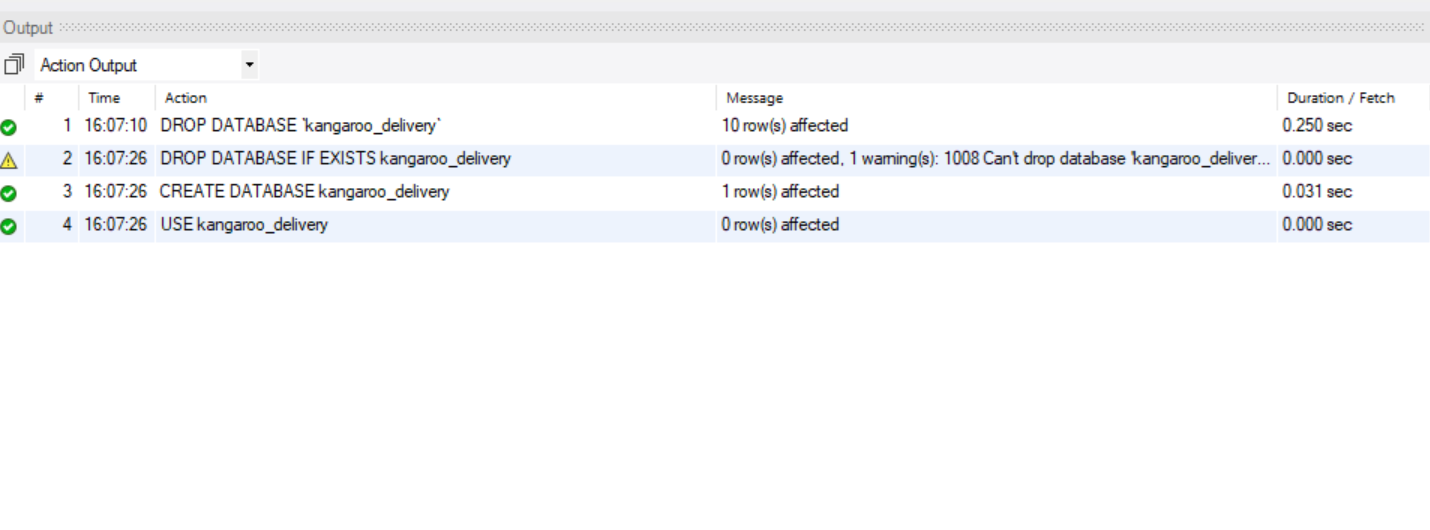 Output
Action Output
# Time Action Message Duration / Fetch
1 16:07:10 DROP DATABASE `kangaroo_delivery` 10 row(s) affected 0.250 sec
2 16:07:26 DROP DATABASE IF EXISTS kangaroo_delivery 0 row(s) affected, 1 warning(s): 1008 Can't drop database 'kangaroo_deliver... 0.000 sec
3 16:07:26 CREATE DATABASE kangaroo_delivery 1 row(s) affected 0.031 sec
4 16:07:26 USE kangaroo_delivery 0 row(s) affected 0.000 sec